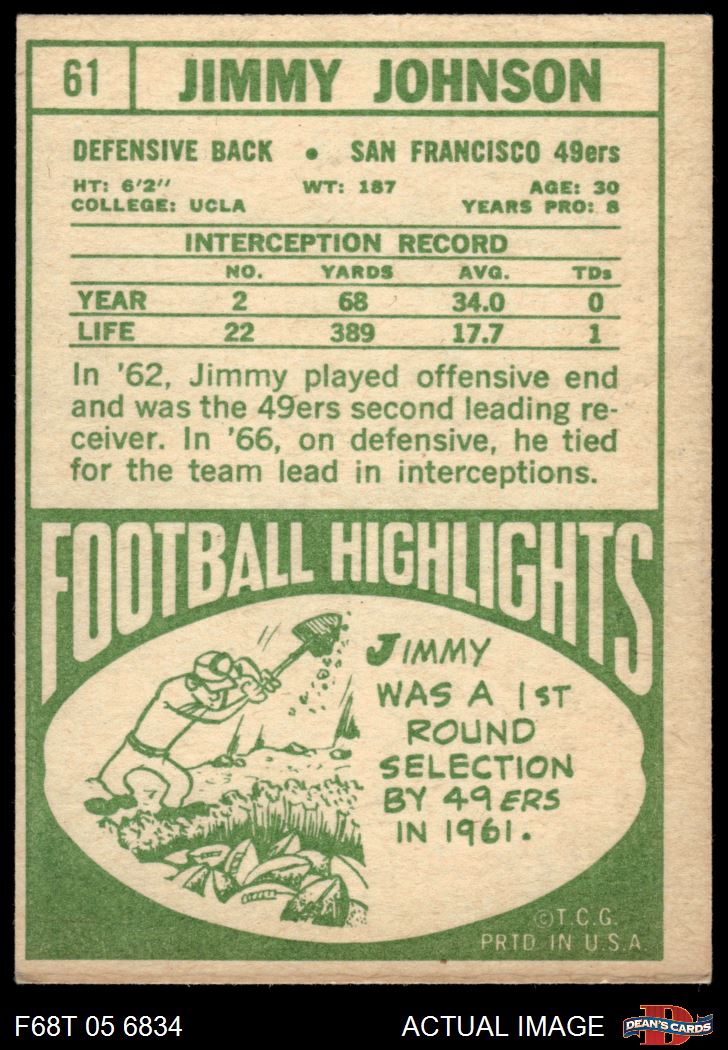 61 JIMMY JOHNSON
DEFENSIVE BACK • SAN FRANCISCO 49ers
HT: 6'2" WT: 187 AGE: 30
COLLEGE: UCLA YEARS PRO: 8
INTERCEPTION RECORD
NO. YARDS AVG. TDs
YEAR 2 68 34.0 0
LIFE 22 389 17.7 1
In '62, Jimmy played offensive end
and was the 49ers second leading re-
ceiver. In '66, on defensive, he tied
for the team lead in interceptions.
FOOTBALL HIGHLIGHTS
JIMMY
WAS A 1ST
ROUND
SELECTION
BY 49ERS
IN 1961.
©T.C.G.
PRTD IN U.S.A.
F68T 05 6834 ACTUAL IMAGE
D
DEAN'S CARDS